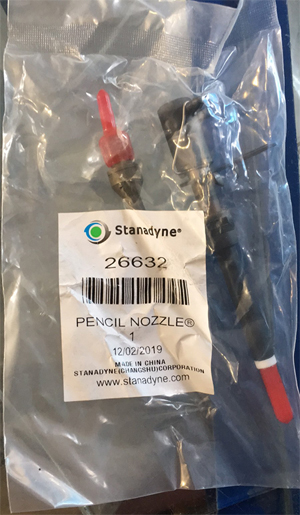 Stanadyne®
26632
PENCIL NOZZLE®
1
12/02/2019
MADE IN CHINA
STANADYNE(CHANGSHU)CORPORATION
www.stanadyne.com